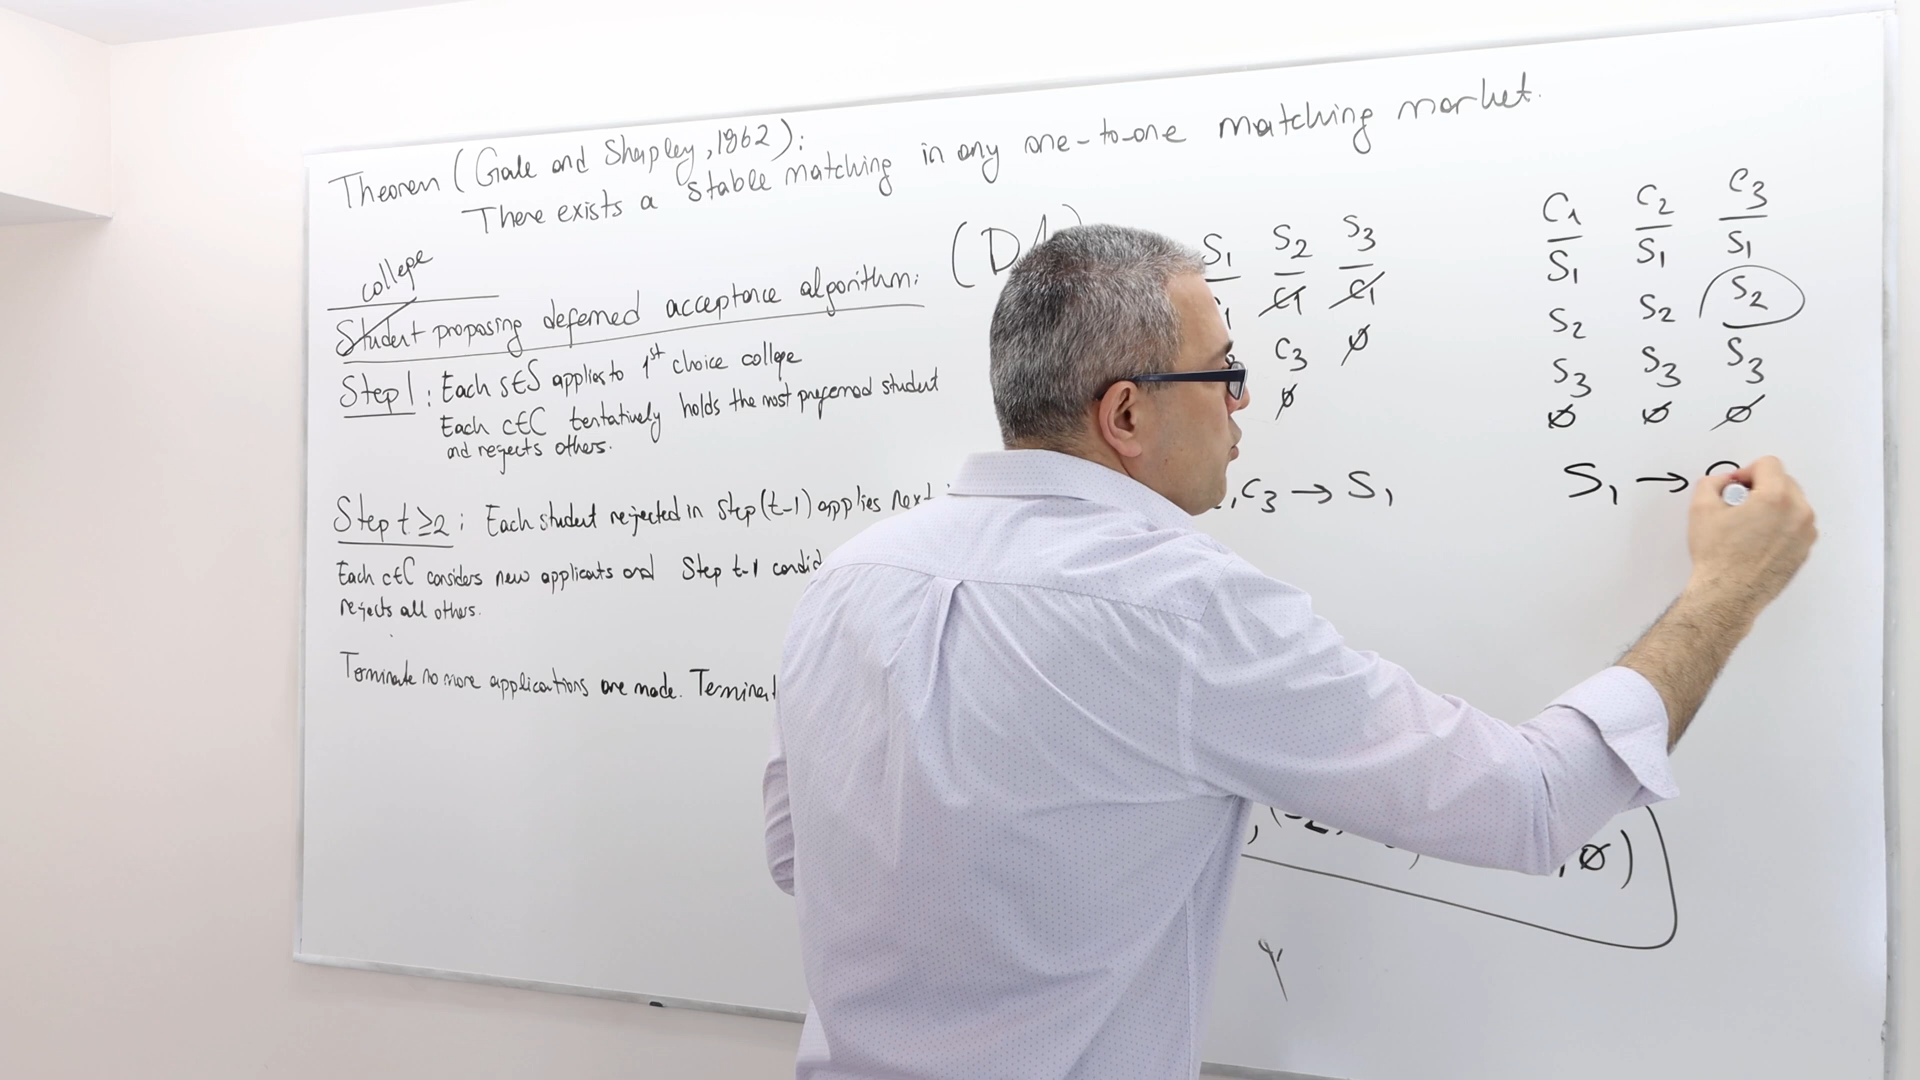 Theorem (Gale and Shapley, 1962):
There exists a stable matching in any one-to-one matching market.
college
Student proposing deferred acceptance algorithm:
(DA)
Step 1: Each s∈S applies to 1st choice college
Each c∈C tentatively holds the most preferred student
and rejects others.
Step t ≥2: Each student rejected in Step (t-1) applies next
Each c∈C considers new applicants and Step t-1
rejects all others.
Terminate no more applications are made.
S1 S2 S3
C1 C1
C3 ∅
∅
C3 → S1
C1 C2 C3
S1 S1 S1
S2 S2 S2
S3 S3 S3
∅ ∅ ∅
S1 →
, ∅)